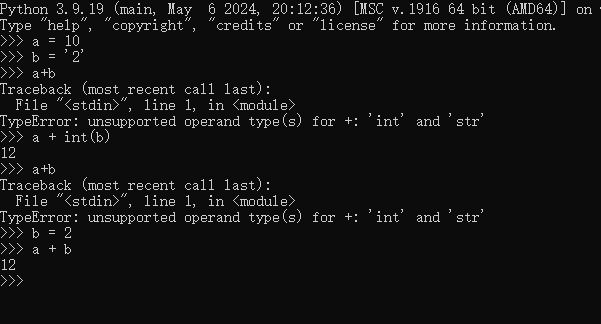 Python 3.9.19 (main, May  6 2024, 20:12:36) [MSC v.1916 64 bit (AMD64)] on
Type "help", "copyright", "credits" or "license" for more information.
>>> a = 10
>>> b = '2'
>>> a+b
Traceback (most recent call last):
  File "<stdin>", line 1, in <module>
TypeError: unsupported operand type(s) for +: 'int' and 'str'
>>> a + int(b)
12
>>> a+b
Traceback (most recent call last):
  File "<stdin>", line 1, in <module>
TypeError: unsupported operand type(s) for +: 'int' and 'str'
>>> b = 2
>>> a + b
12
>>>